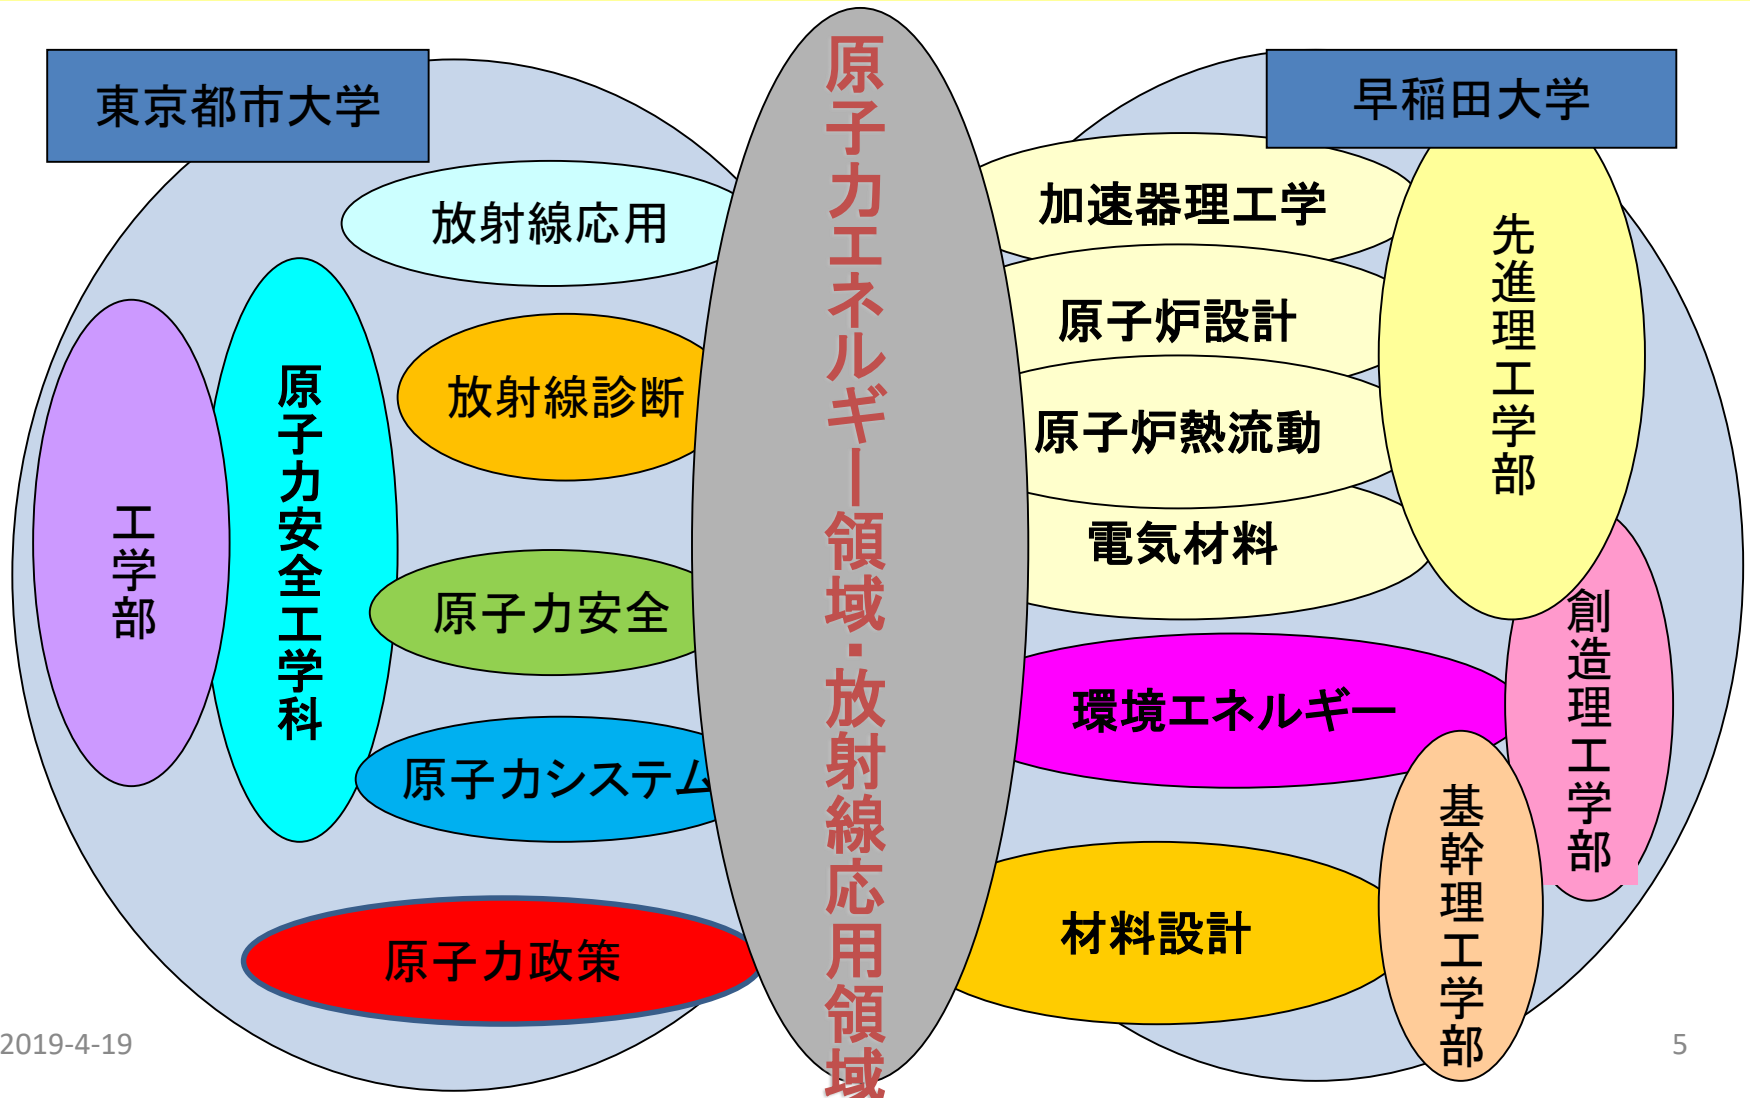 東京都市大学
放射線応用
放射線診断
原子力安全
原子力システム
原子力政策
原子力安全工学科
工学部
原子力エネルギー領域・放射線応用領域
早稲田大学
加速器理工学
原子炉設計
原子炉熱流動
電気材料
環境エネルギー
材料設計
先進理工学部
創造理工学部
基幹理工学部
2019-4-19
5